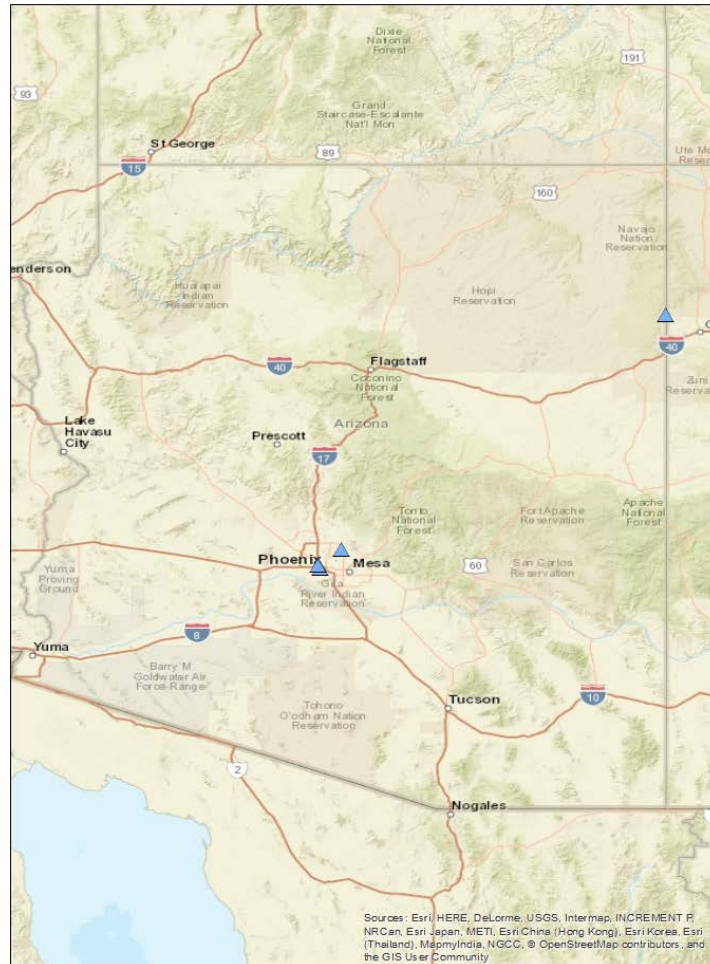 Dixie
National
Forest
191
93
Grand
Staircase-Escalante
Nat'l Mon
St George
15
89
Ute Mo
Reserv
160
Navajo
Nation
Reservation
enderson
Hualapai
Indian
Reservation
Hopi
Reservation
40
40
Flagstaff
Coconino
National
Forest
Zuni
Reserva
Lake
Havasu
City
Prescott
Arizona
17
Tonto
National
Forest
Fort Apache
Reservation
Apache
National
Forest
Phoenix
Mesa
60
San Carlos
Reservation
Yuma
Proving
Ground
Gila
River Indian
Reservation
8
Yuma
Barry M
Goldwater Air
Force-Range
Tohono
O'odham Nation
Reservation
Tucson
10
2
Nogales
Sources: Esri, HERE, DeLorme, USGS, Intermap, INCREMENT P,
NRCan, Esri Japan, METI, Esri China (Hong Kong), Esri Korea, Esri
(Thailand), MapmyIndia, NGCC, © OpenStreetMap contributors, and
the GIS User Community